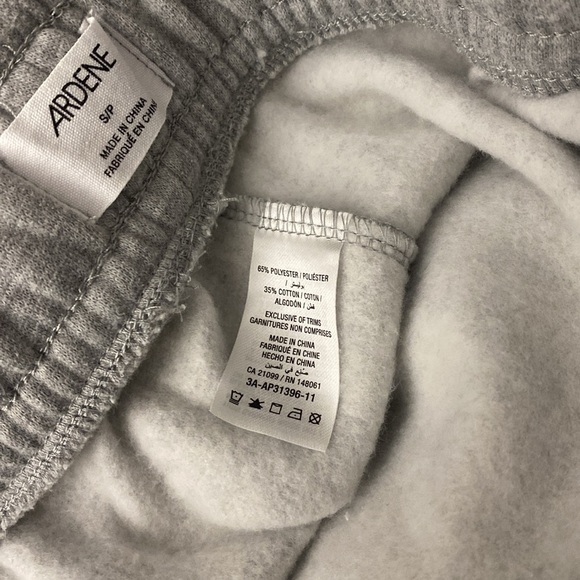 ARDENE
S/P
MADE IN CHINA
FABRIQUÉ EN CHINE
65% POLYESTER / POLIÉSTER
/ بوليستر
35% COTTON / COTON /
ALGODÓN / قطن
EXCLUSIVE OF TRIMS
GARNITURES NON COMPRISES
MADE IN CHINA
FABRIQUÉ EN CHINE
HECHO EN CHINA
صنع في الصين
CA 21099 / RN 148061
3A-AP31396-11